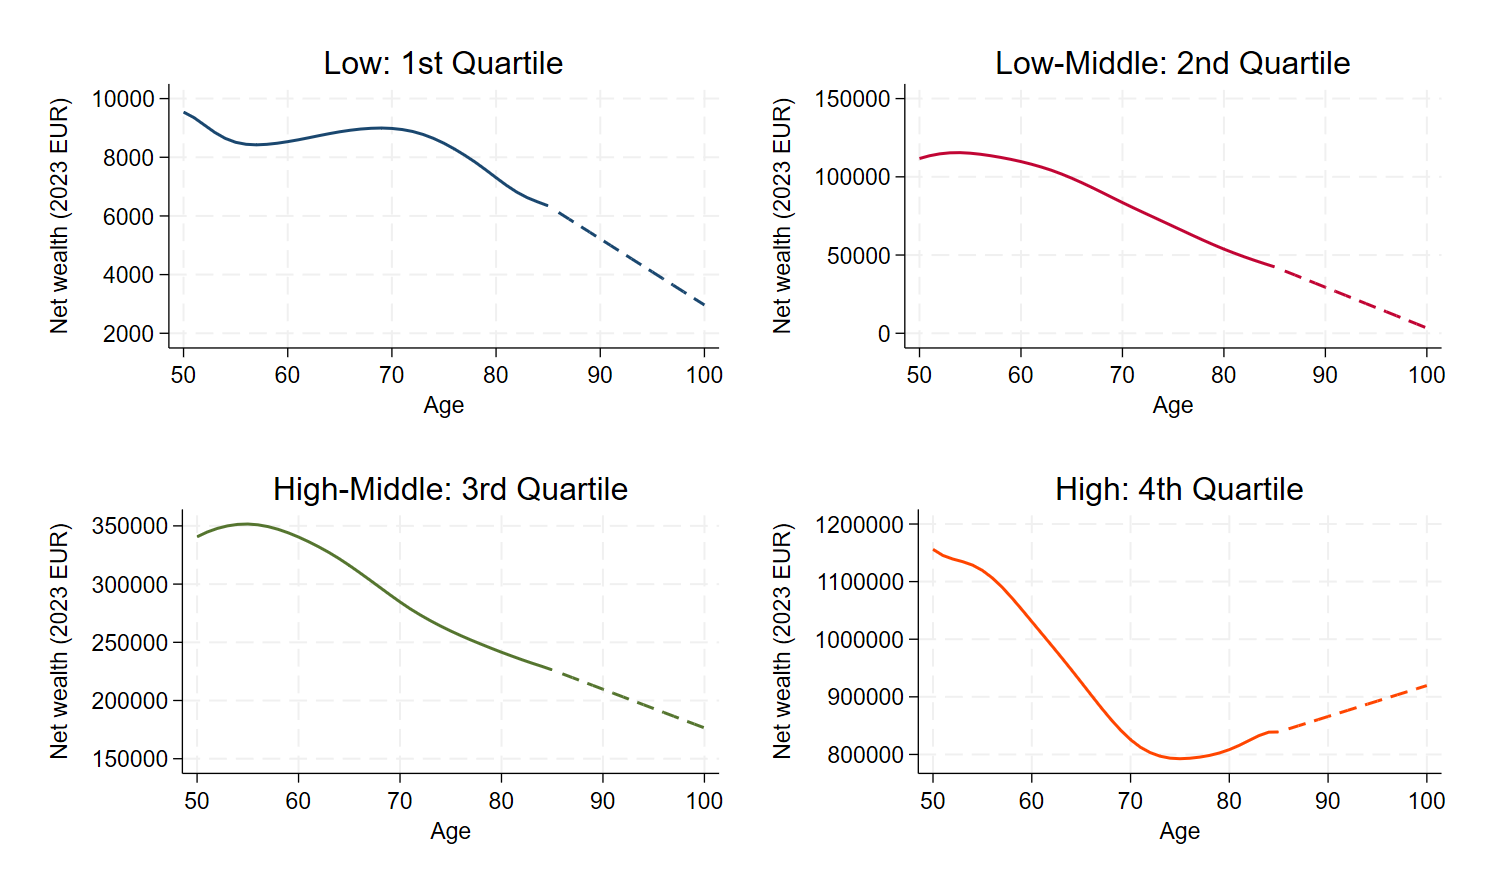 Low: 1st Quartile
Net wealth (2023 EUR)
10000
8000
6000
4000
2000
50 60 70 80 90 100
Age
Low-Middle: 2nd Quartile
Net wealth (2023 EUR)
150000
100000
50000
0
50 60 70 80 90 100
Age
High-Middle: 3rd Quartile
Net wealth (2023 EUR)
350000
300000
250000
200000
150000
50 60 70 80 90 100
Age
High: 4th Quartile
Net wealth (2023 EUR)
1200000
1100000
1000000
900000
800000
50 60 70 80 90 100
Age